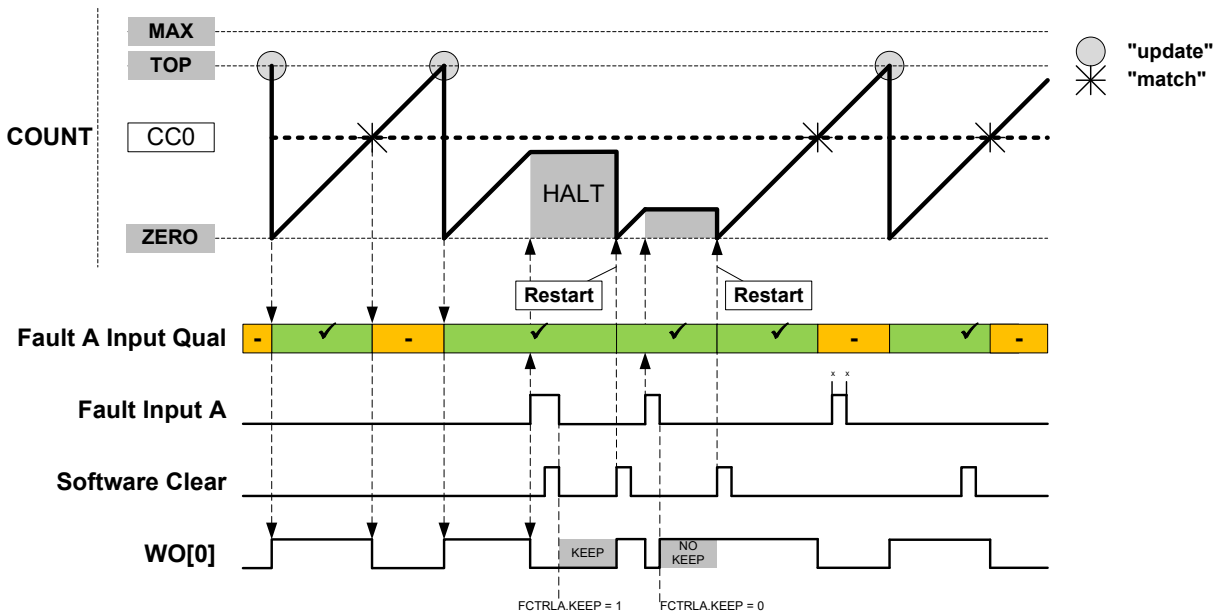 MAX
TOP
"update"
"match"
COUNT
CC0
HALT
ZERO
Restart
Restart
Fault A Input Qual
- ✓ - ✓ ✓ ✓ - ✓ -
x x
Fault Input A
Software Clear
WO[0]
KEEP
NO
KEEP
FCTRLA.KEEP = 1
FCTRLA.KEEP = 0